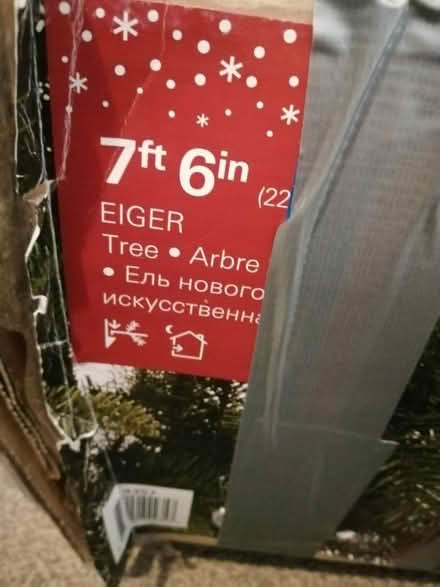 7ft 6in
(22
EIGER
Tree • Arbre
• Ель нового
искусственна